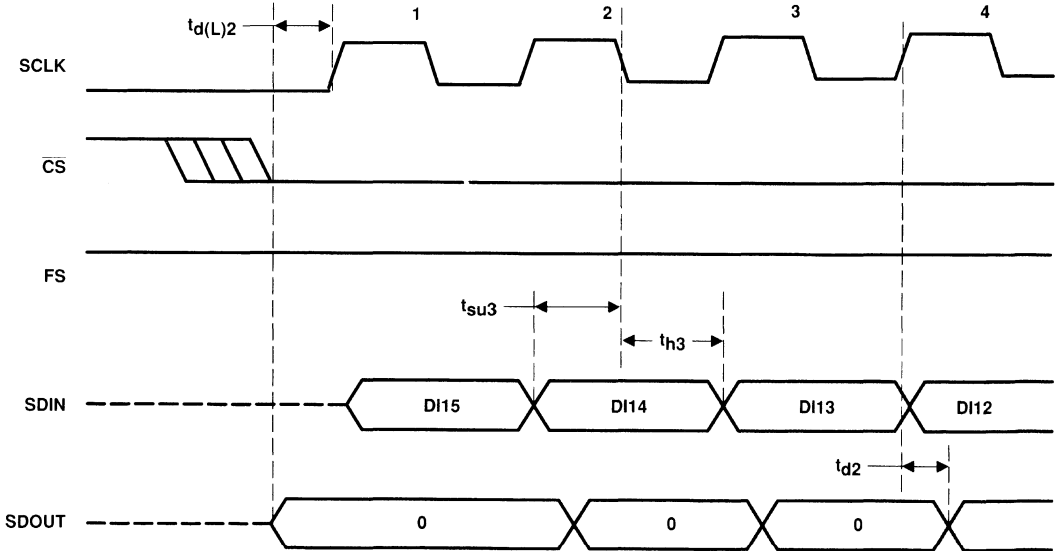 td(L)2
1 2 3 4
SCLK
CS
FS
tsu3
th3
SDIN DI15 DI14 DI13 DI12
td2
SDOUT 0 0 0